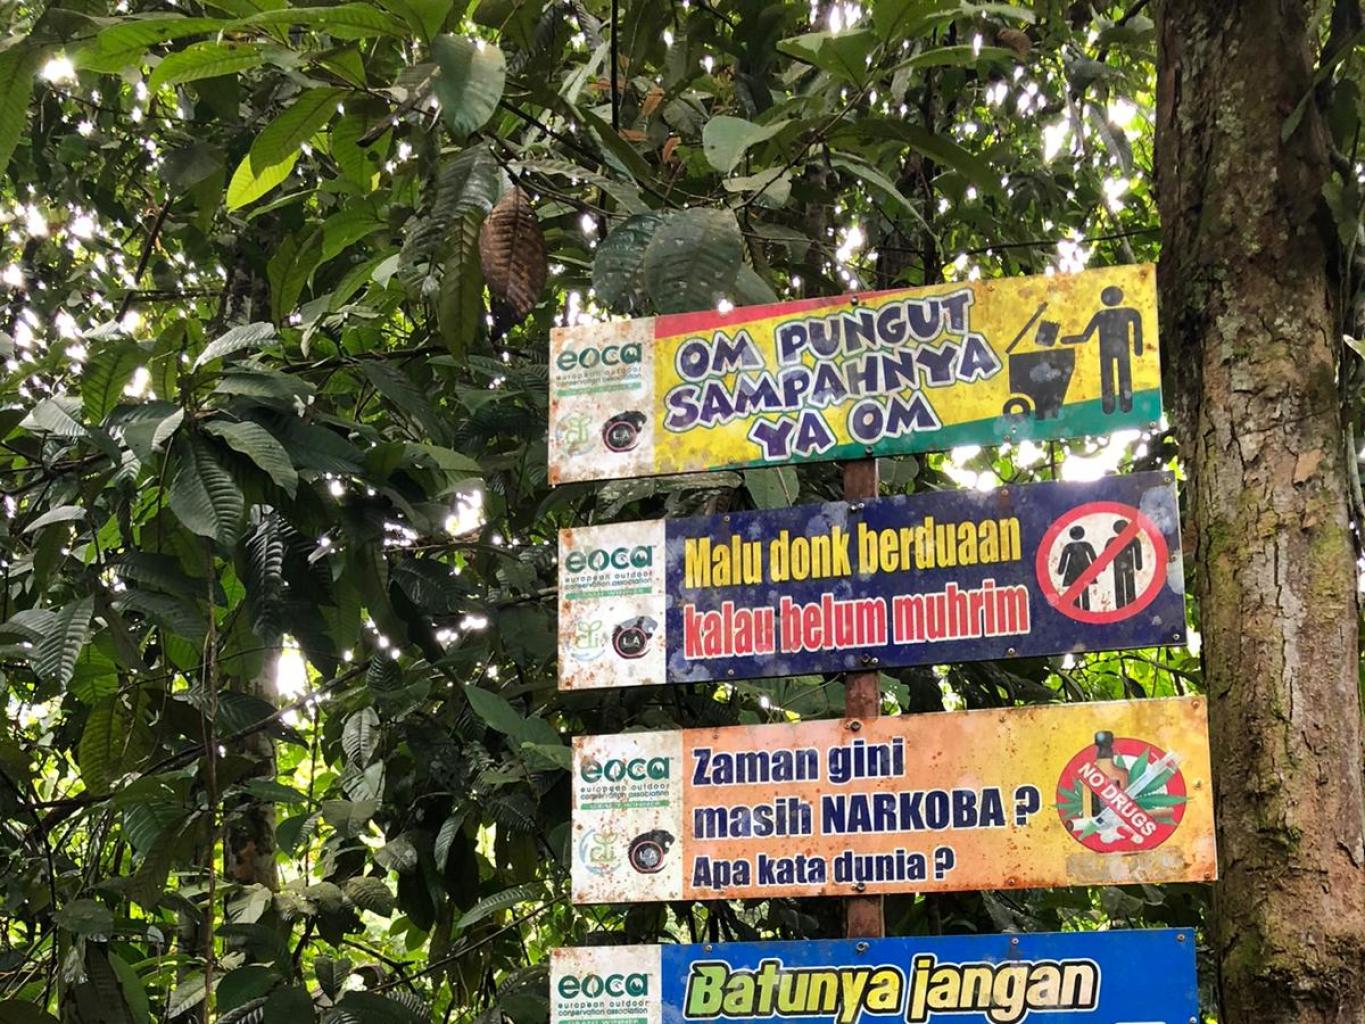 eoca
european outdoor
conservation association
OM PUNGUT
SAMPAHNYA
YA OM
eoca
european outdoor
conservation association
Malu donk berduaan
kalau belum muhrim
eoca
european outdoor
conservation association
Zaman gini
masih NARKOBA ?
Apa kata dunia ?
NO DRUGS
eoca
european outdoor
conservation association
Batunya jangan